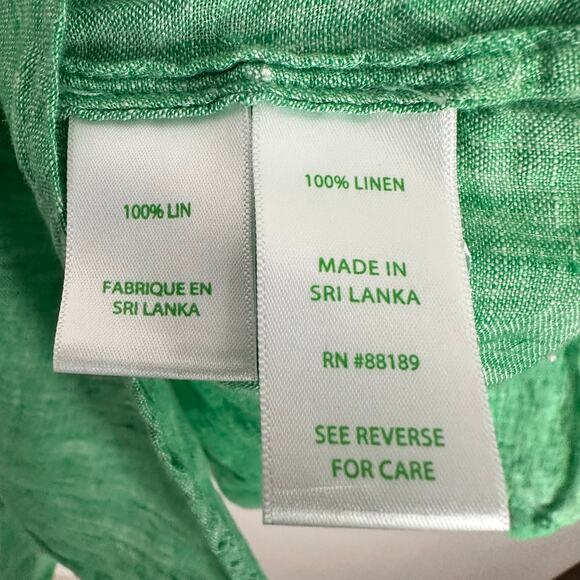 100% LIN
FABRIQUE EN
SRI LANKA
100% LINEN
MADE IN
SRI LANKA
RN #88189
SEE REVERSE
FOR CARE